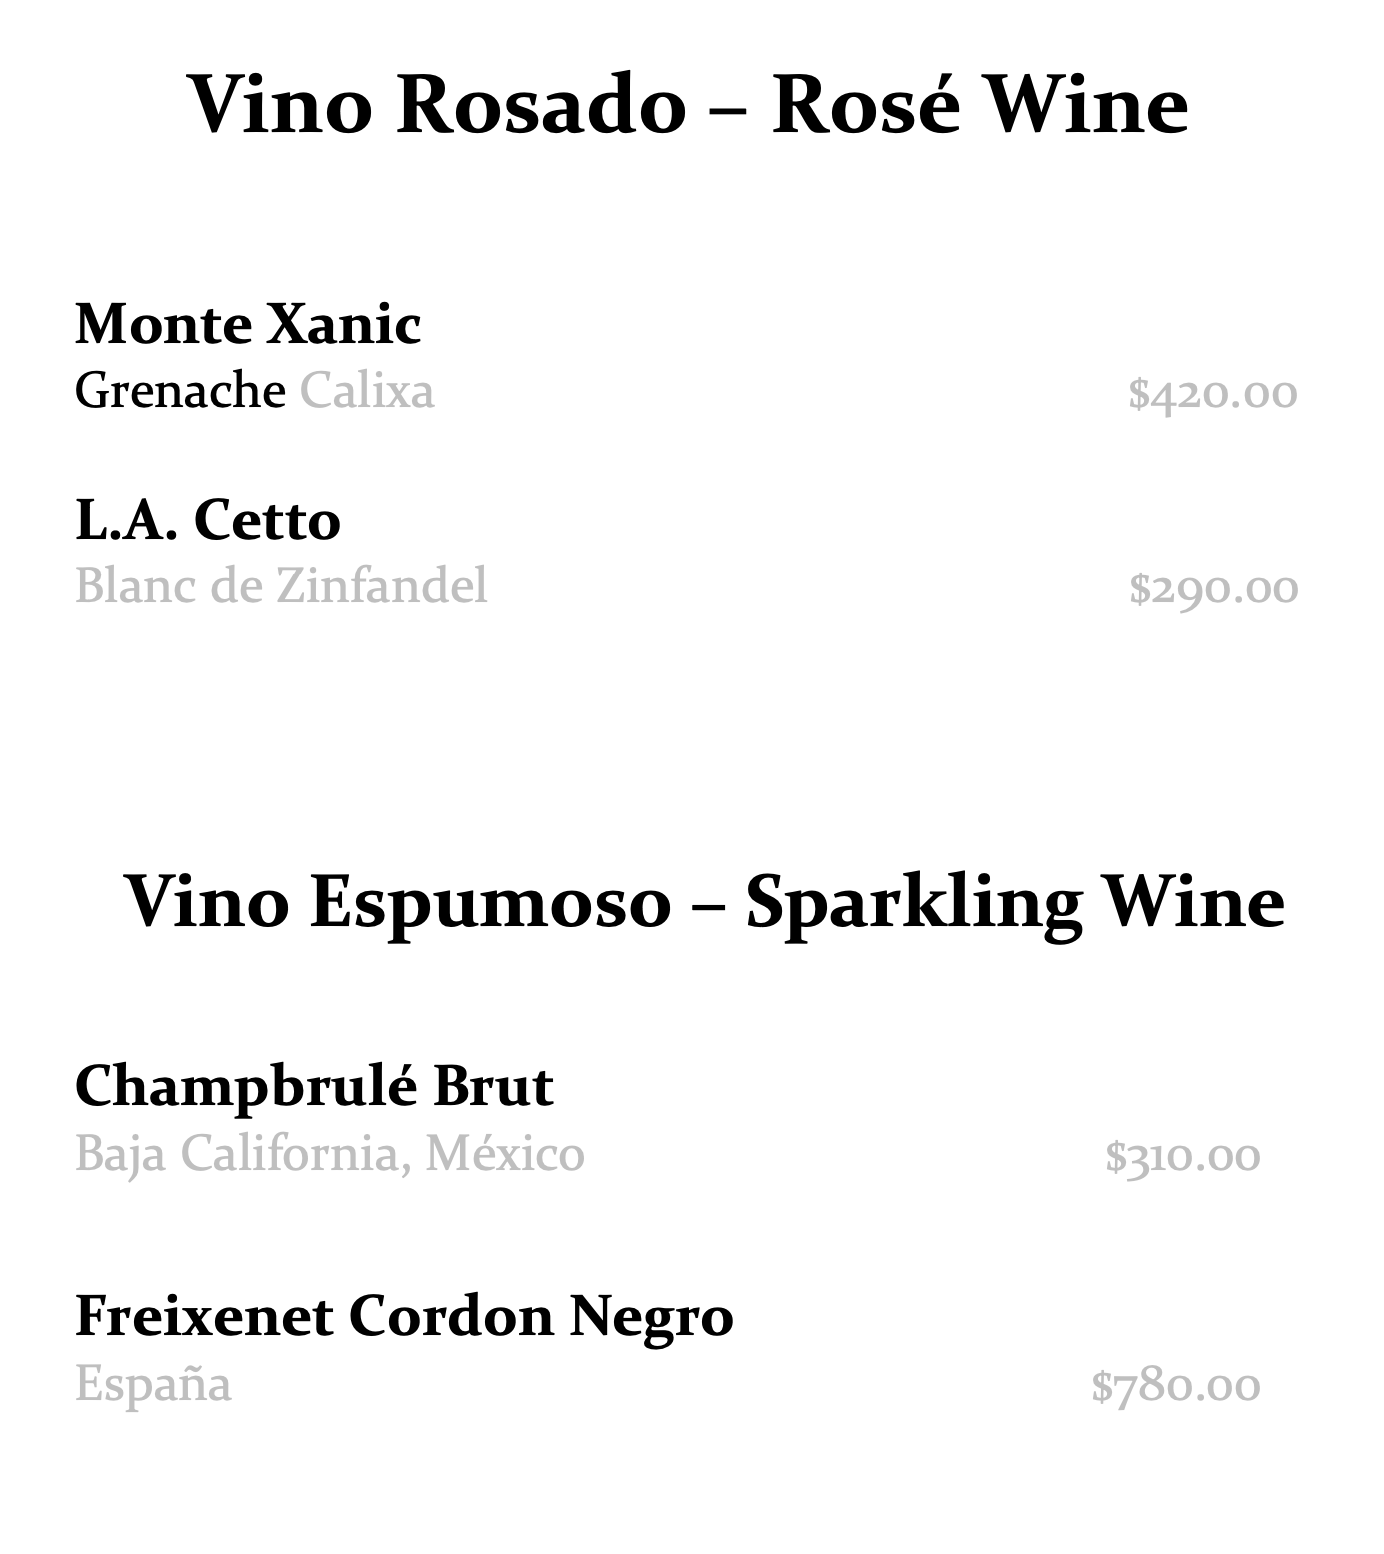 Vino Rosado – Rosé Wine
Monte Xanic
Grenache Calixa $420.00
L.A. Cetto
Blanc de Zinfandel $290.00
Vino Espumoso – Sparkling Wine
Champbrulé Brut
Baja California, México $310.00
Freixenet Cordon Negro
España $780.00